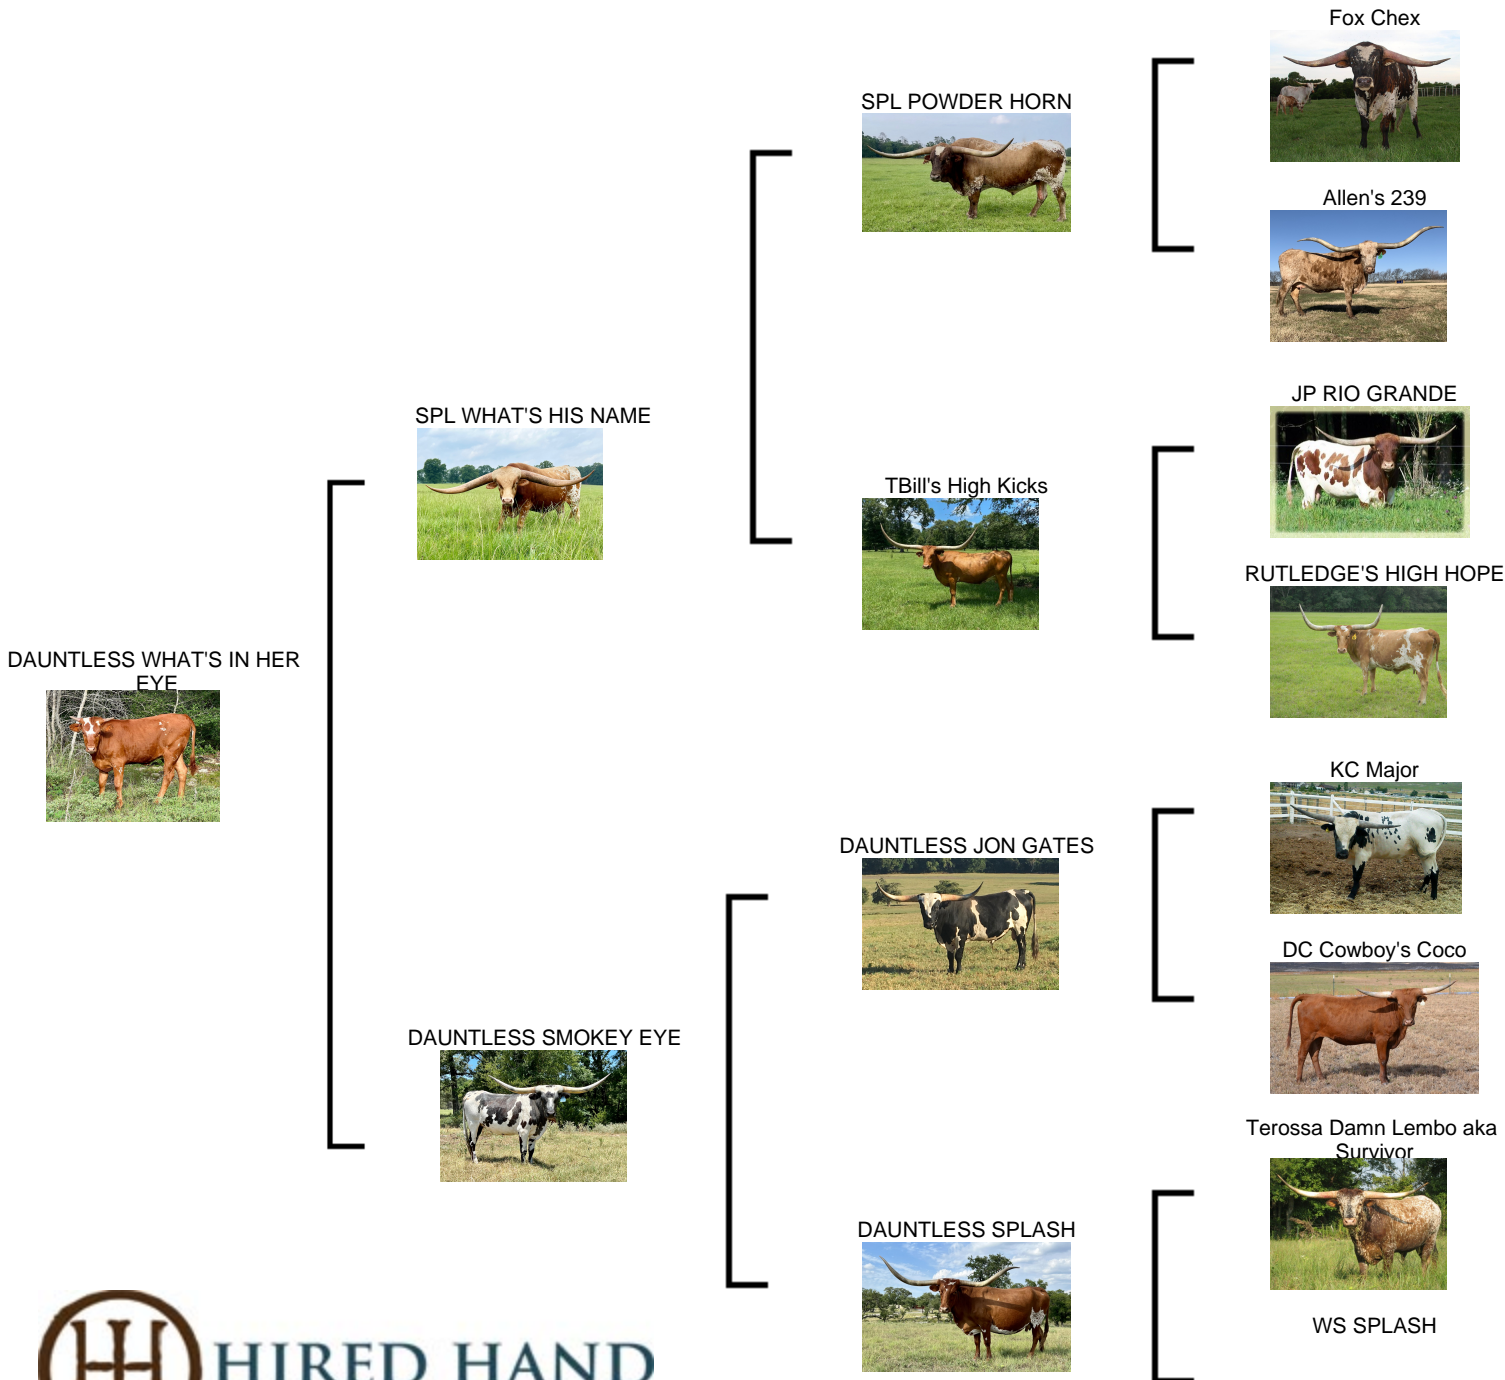 Fox Chex
SPL POWDER HORN
Allen's 239
JP RIO GRANDE
SPL WHAT'S HIS NAME
TBill's High Kicks
RUTLEDGE'S HIGH HOPE
DAUNTLESS WHAT'S IN HER
EYE
KC Major
DAUNTLESS JON GATES
DC Cowboy's Coco
DAUNTLESS SMOKEY EYE
Terossa Damn Lembo aka
Survivor
DAUNTLESS SPLASH
WS SPLASH
HIRED HAND